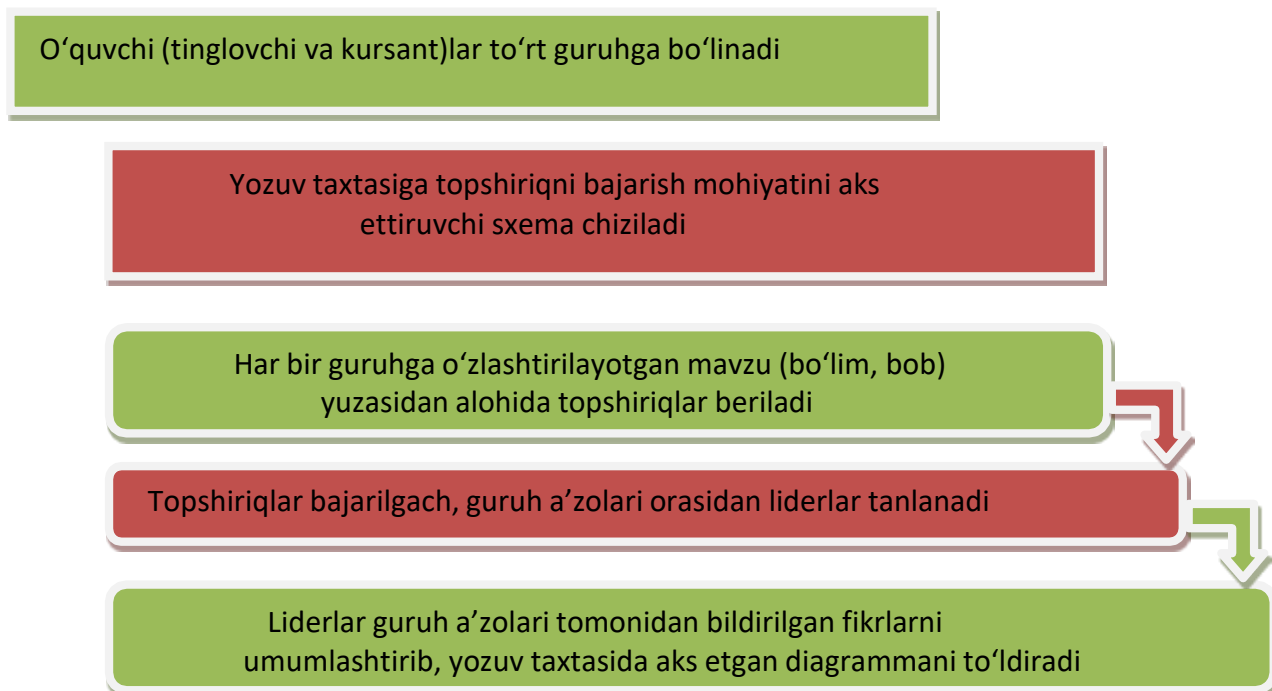 O‘quvchi (tinglovchi va kursant)lar to‘rt guruhga bo‘linadi
Yozuv taxtasiga topshiriqni bajarish mohiyatini aks
ettiruvchi sxema chiziladi
Har bir guruhga o‘zlashtirilayotgan mavzu (bo‘lim, bob)
yuzasidan alohida topshiriqlar beriladi
Topshiriqlar bajarilgach, guruh a’zolari orasidan liderlar tanlanadi
Liderlar guruh a’zolari tomonidan bildirilgan fikrlarni
umumlashtirib, yozuv taxtasida aks etgan diagrammani to‘ldiradi